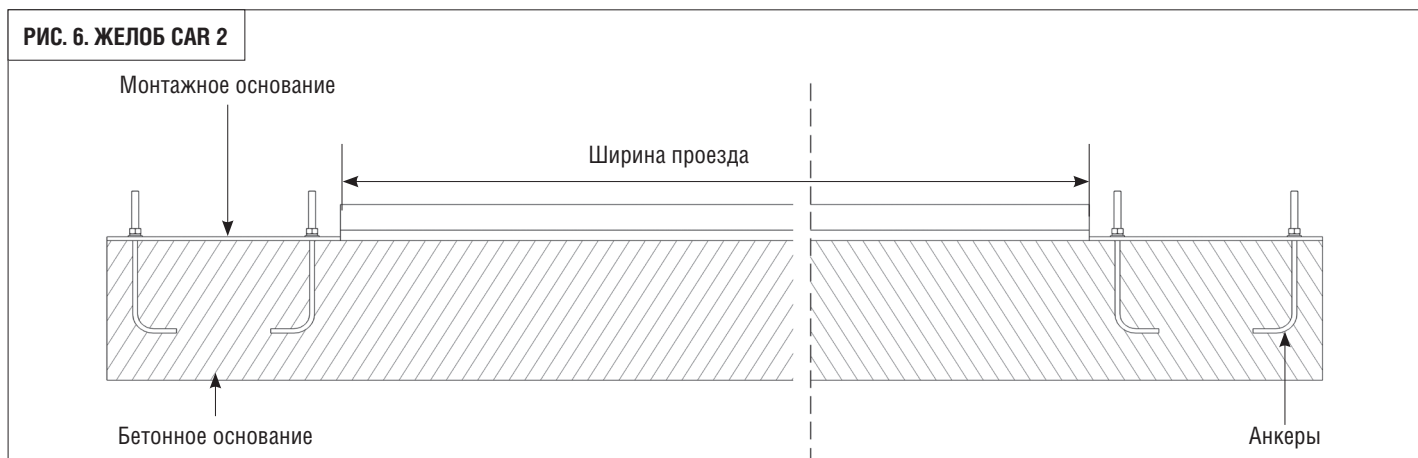 РИС. 6. ЖЕЛОБ CAR 2
Монтажное основание
Ширина проезда
Бетонное основание
Анкеры